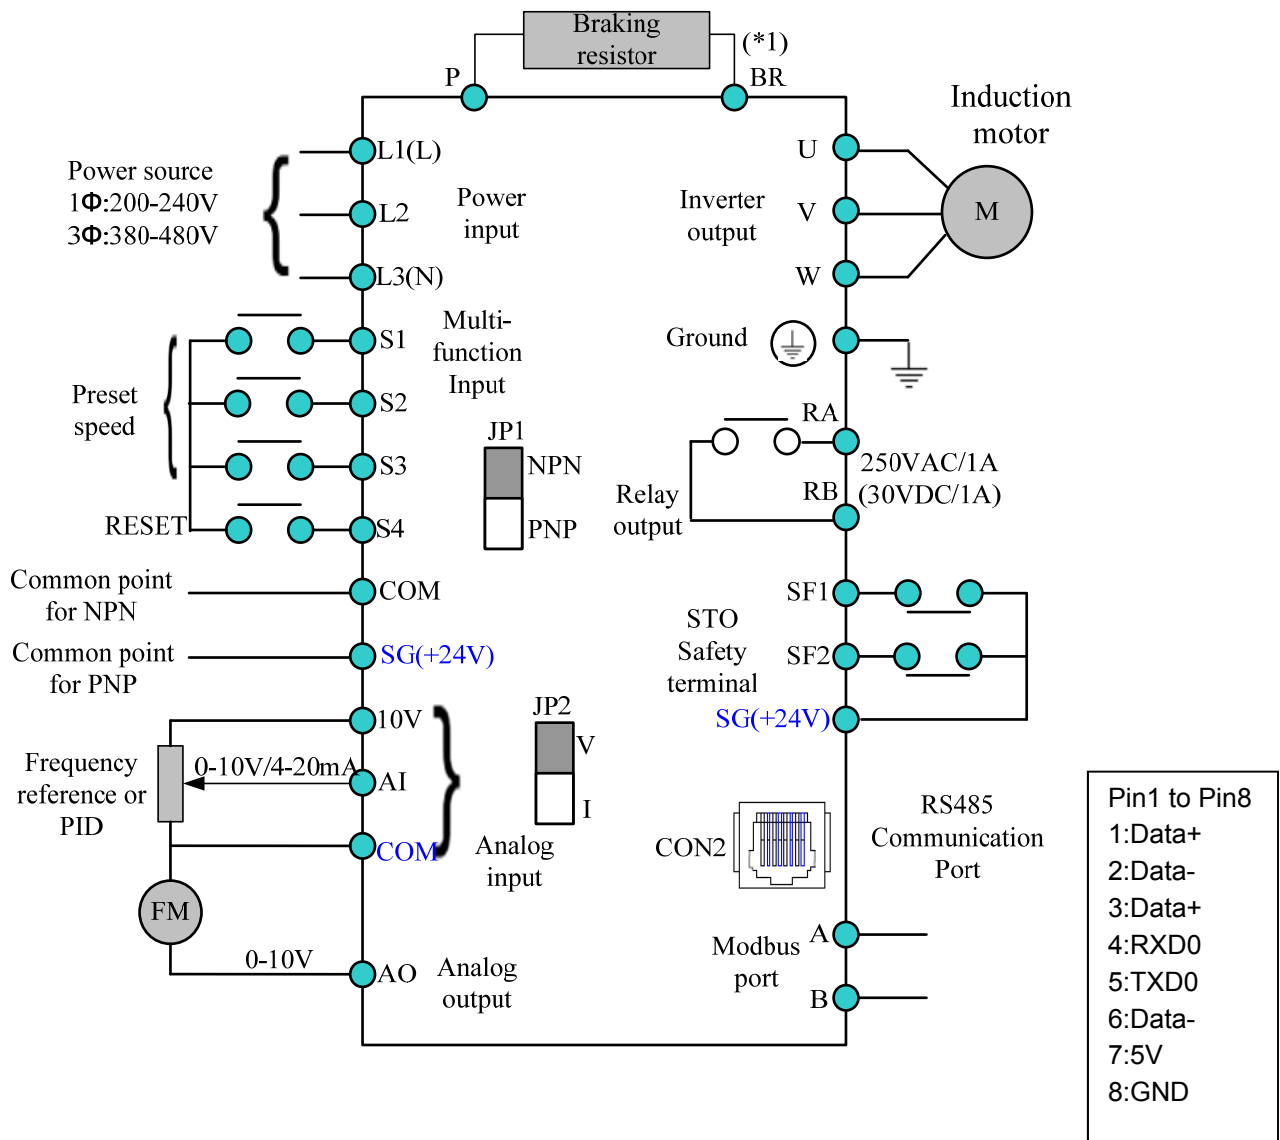 Braking
resistor
(*1)
P
BR
Induction
motor
M
Power source
1Φ:200-240V
3Φ:380-480V
L1(L)
L2
L3(N)
Power
input
U
V
W
Inverter
output
Preset
speed
RESET
S1
S2
S3
S4
Multi-
function
Input
JP1
NPN
PNP
Ground
RA
RB
250VAC/1A
(30VDC/1A)
Relay
output
Common point
for NPN
COM
Common point
for PNP
SG(+24V)
SF1
SF2
SG(+24V)
STO
Safety
terminal
10V
AI
COM
0-10V/4-20mA
Frequency
reference or
PID
JP2
V
I
Analog
input
FM
0-10V
AO
Analog
output
CON2
RS485
Communication
Port
Modbus
port
A
B
Pin1 to Pin8
1:Data+
2:Data-
3:Data+
4:RXD0
5:TXD0
6:Data-
7:5V
8:GND